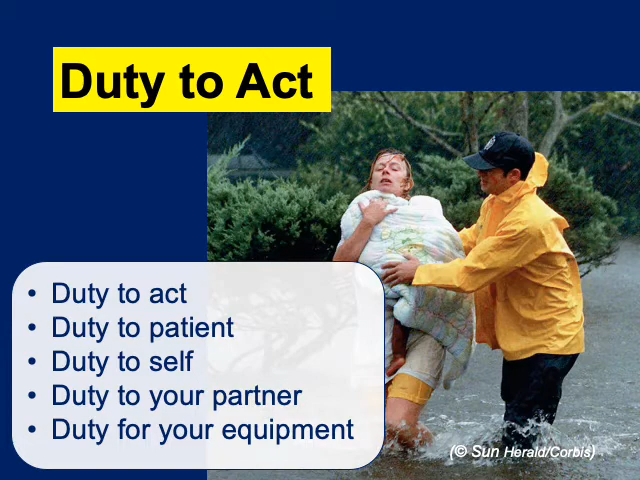 Duty to Act
• Duty to act
• Duty to patient
• Duty to self
• Duty to your partner
• Duty for your equipment
(© Sun Herald/Corbis)